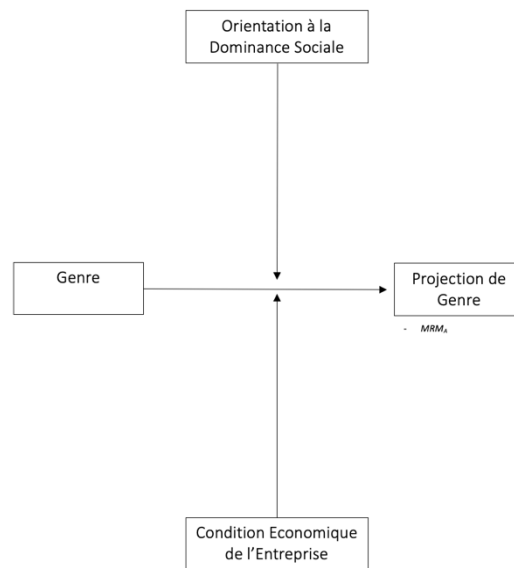 Orientation à la
Dominance Sociale
Genre
Projection de
Genre
- MRMA
Condition Economique
de l'Entreprise